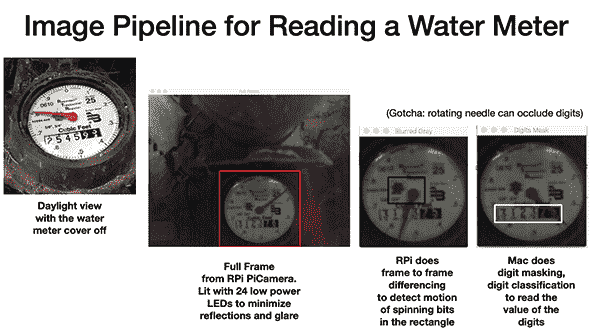 Image Pipeline for Reading a Water Meter
(Gotcha: rotating needle can occlude digits)
Blurred Gray
Digits Mask
0610
25
Cubic Feet
Daylight view
with the water
meter cover off
Full Frame
from RPi PiCamera.
Lit with 24 low power
LEDs to minimize
reflections and glare
RPi does
frame to frame
differencing
to detect motion
of spinning bits
in the rectangle
Mac does
digit masking,
digit classification
to read the
value of the
digits